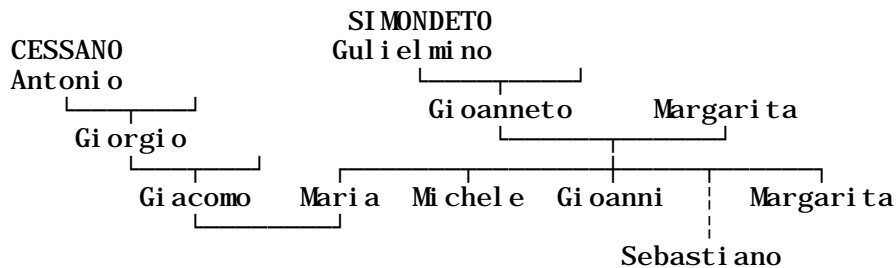 SIMONDETO
CESSANO Gulielmino
Antonio
Gioanneto Margarita
Giorgio
Giacomo Maria Michele Gioanni Margarita
Sebastiano